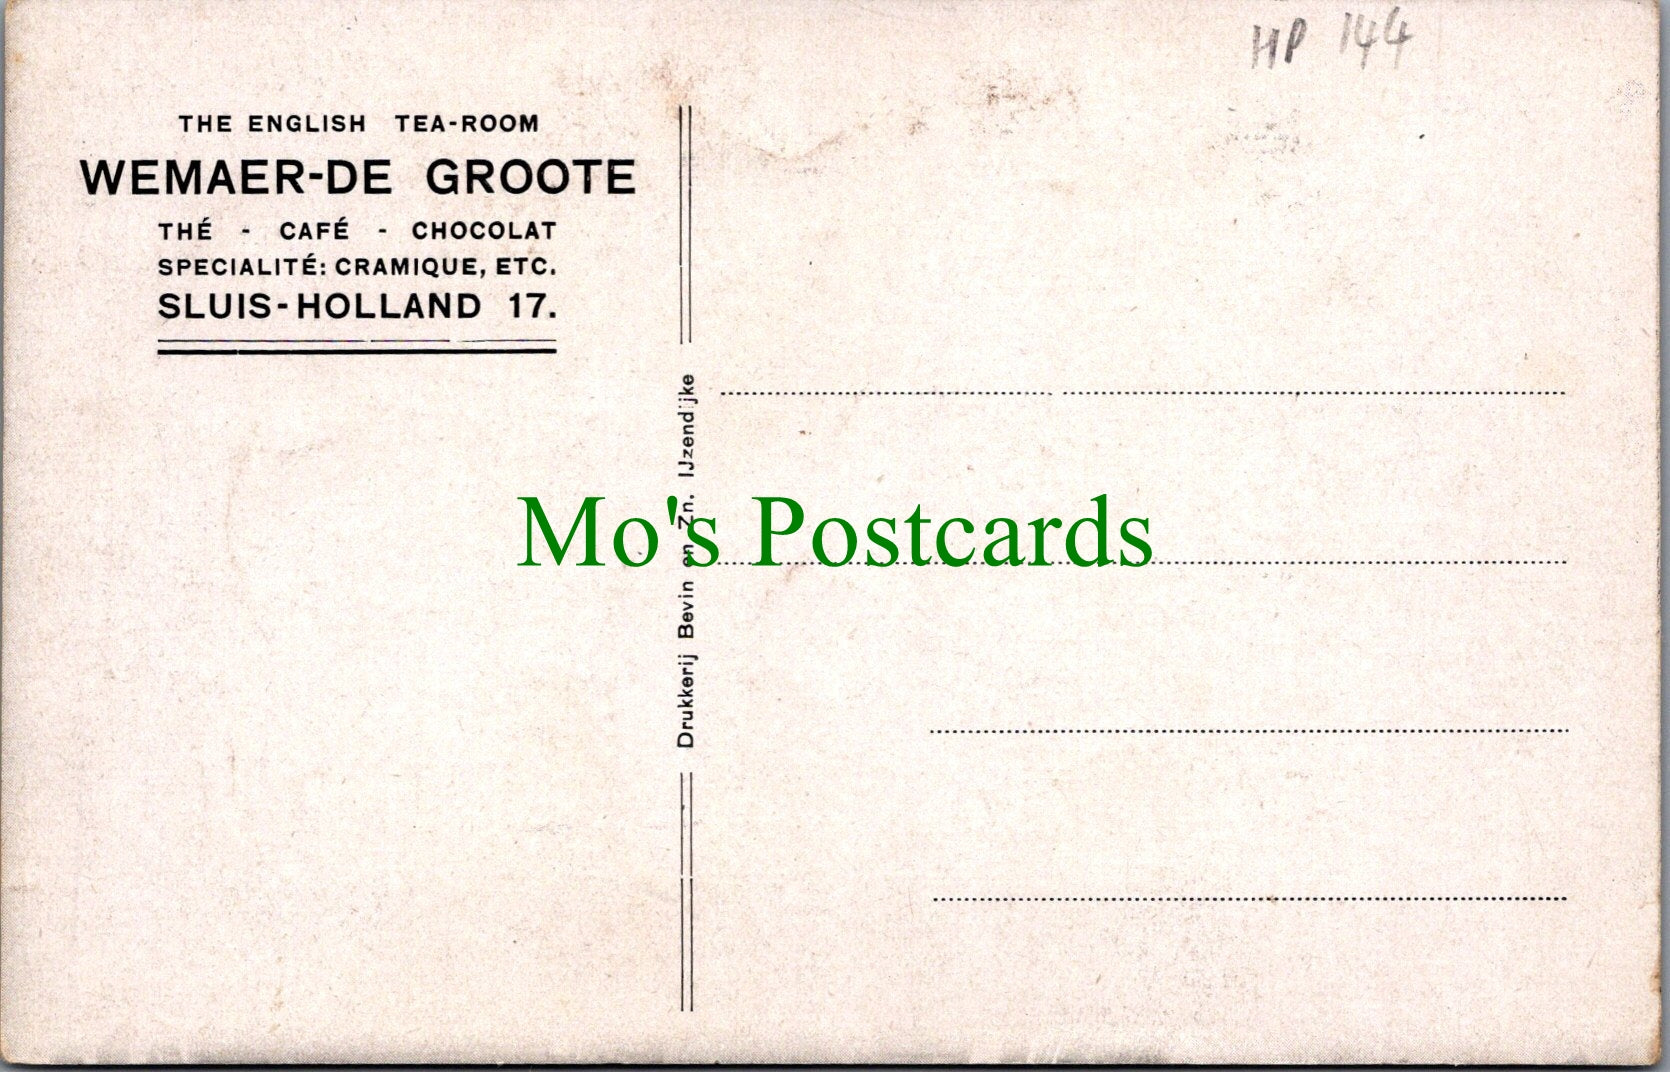 HP 144
THE ENGLISH TEA-ROOM
WEMAER-DE GROOTE
THÉ - CAFÉ - CHOCOLAT
SPECIALITÉ: CRAMIQUE, ETC.
SLUIS-HOLLAND 17.
Drukkerij Bevin en Zn. IJzendijke
Mo's Postcards